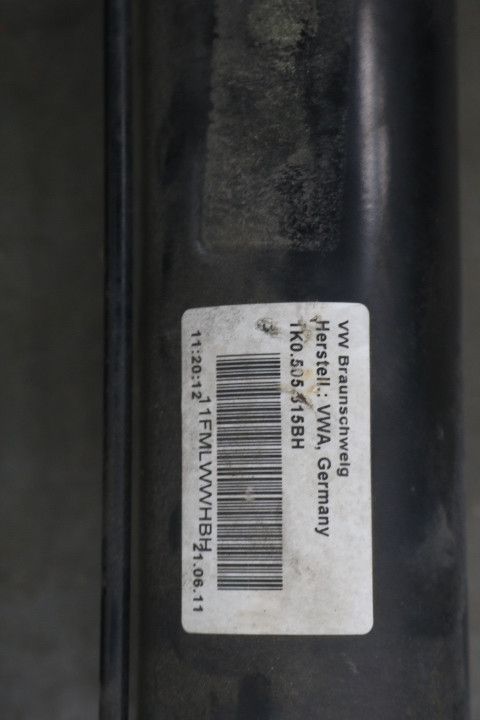 VW Braunschweig
Herstell.: VWA, Germany
1K0.505.315BH
11FMLWWHBH
11:20:12 21.06.11